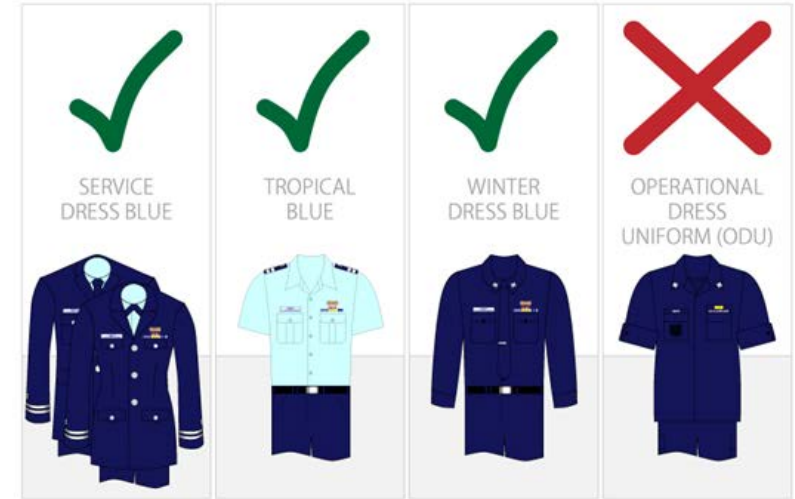 SERVICE
DRESS BLUE
TROPICAL
BLUE
WINTER
DRESS BLUE
OPERATIONAL
DRESS
UNIFORM (ODU)